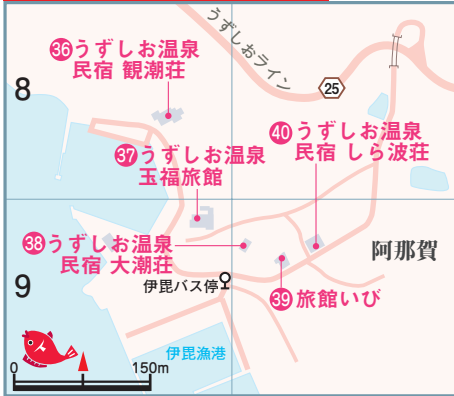 8
㊱うずしお温泉
民宿 観潮荘
うずしおライン
25
㊵うずしお温泉
民宿 しら波荘
㊲うずしお温泉
玉福旅館
㊳うずしお温泉
民宿 大潮荘
阿那賀
9
伊毘バス停
㊴旅館いび
伊毘漁港
0
150m